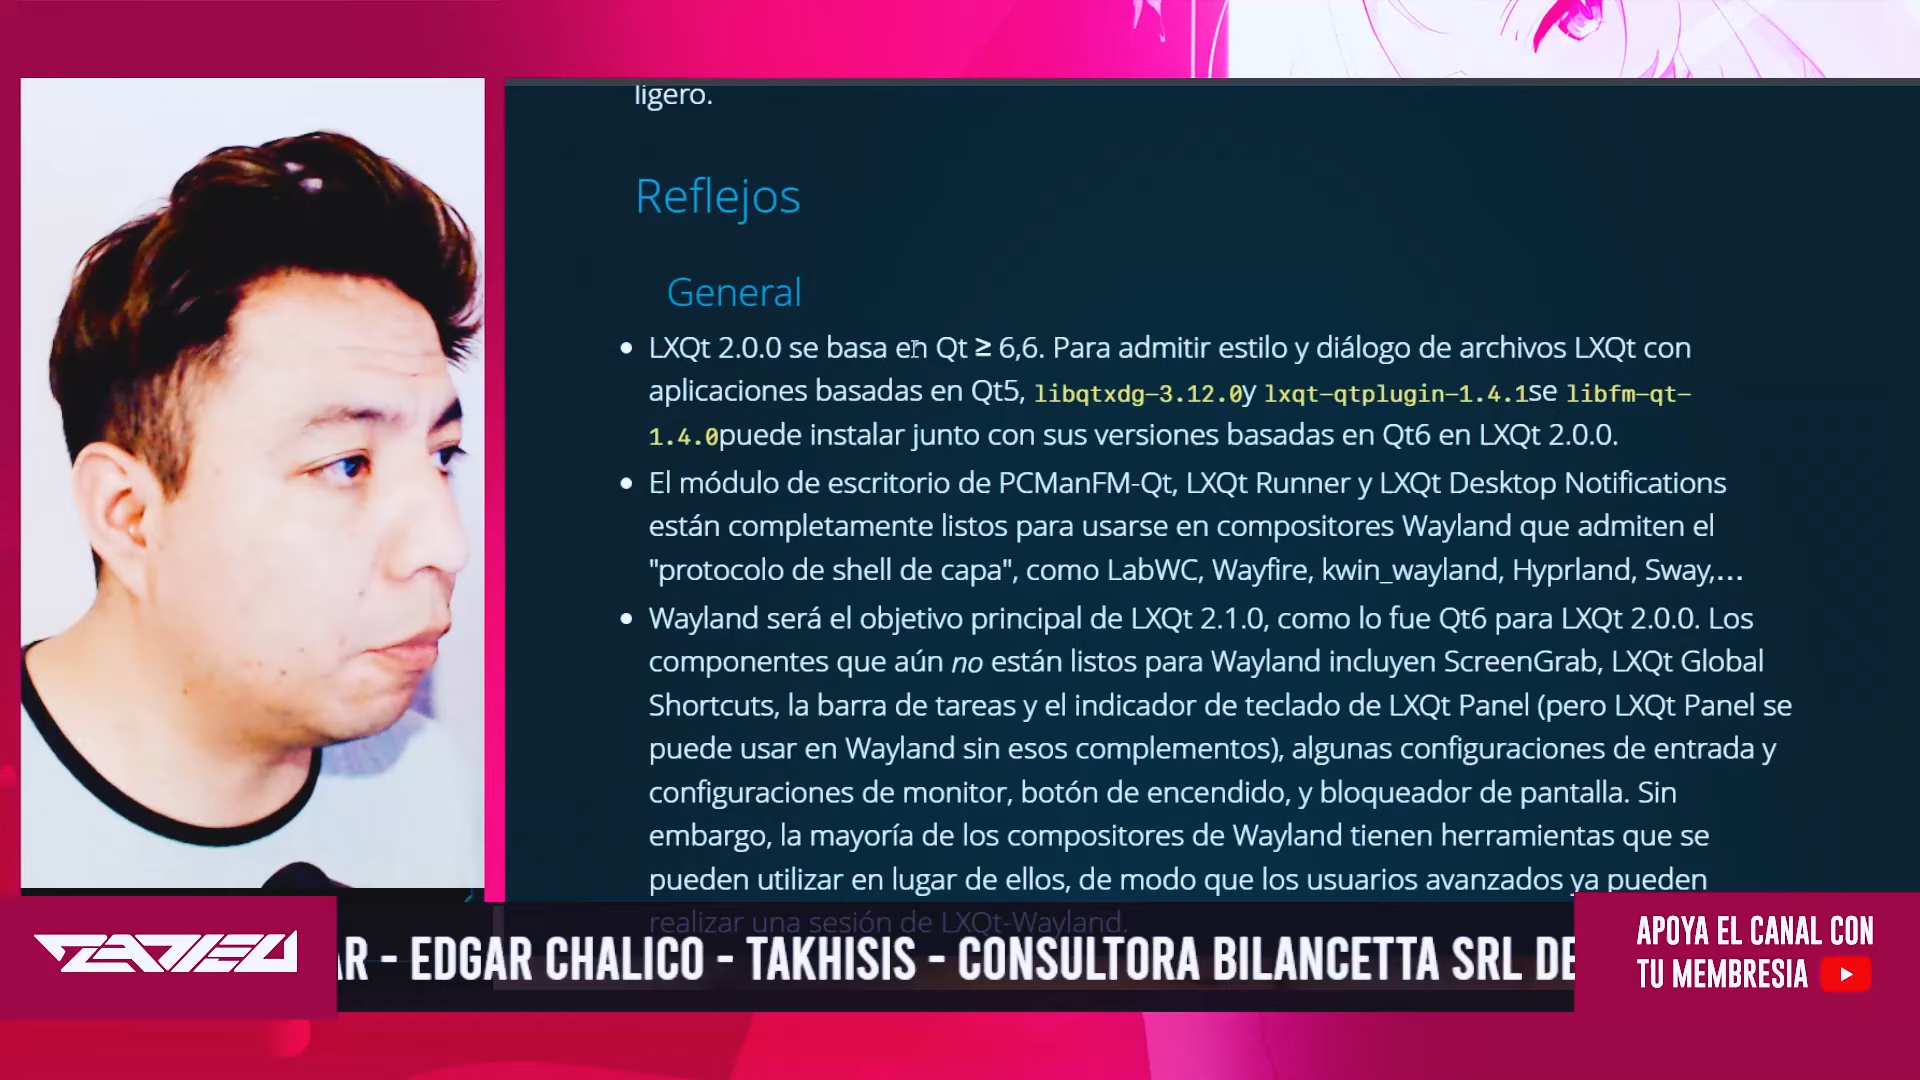 ligero.
Reflejos
General
LXQt 2.0.0 se basa en Qt ≥ 6,6. Para admitir estilo y diálogo de archivos LXQt con
aplicaciones basadas en Qt5, libqtxdg-3.12.0y lxqt-qtplugin-1.4.1se libfm-qt-
1.4.0puede instalar junto con sus versiones basadas en Qt6 en LXQt 2.0.0.
El módulo de escritorio de PCManFM-Qt, LXQt Runner y LXQt Desktop Notifications
están completamente listos para usarse en compositores Wayland que admiten el
"protocolo de shell de capa", como LabWC, Wayfire, kwin_wayland, Hyprland, Sway,...
Wayland será el objetivo principal de LXQt 2.1.0, como lo fue Qt6 para LXQt 2.0.0. Los
componentes que aún no están listos para Wayland incluyen ScreenGrab, LXQt Global
Shortcuts, la barra de tareas y el indicador de teclado de LXQt Panel (pero LXQt Panel se
puede usar en Wayland sin esos complementos), algunas configuraciones de entrada y
configuraciones de monitor, botón de encendido, y bloqueador de pantalla. Sin
embargo, la mayoría de los compositores de Wayland tienen herramientas que se
pueden utilizar en lugar de ellos, de modo que los usuarios avanzados ya pueden
realizar una sesión de LXQt-Wayland.
AR - EDGAR CHALICO - TAKHISIS - CONSULTORA BILANCETTA SRL DE
APOYA EL CANAL CON
TU MEMBRESIA